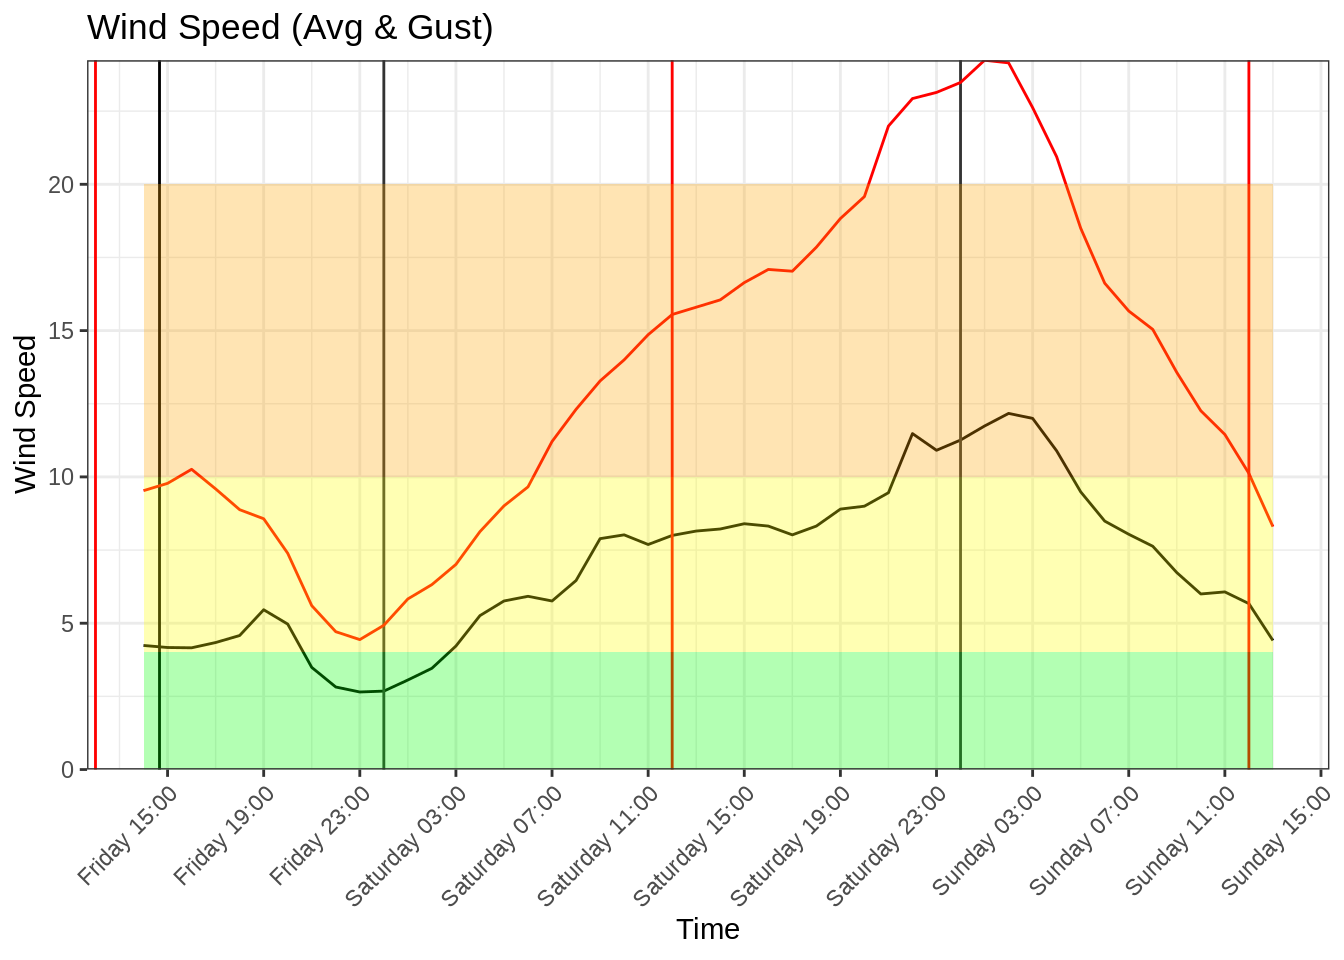 Wind Speed (Avg & Gust)
Wind Speed
20
15
10
5
0
Friday 15:00
Friday 19:00
Friday 23:00
Saturday 03:00
Saturday 07:00
Saturday 11:00
Saturday 15:00
Saturday 19:00
Saturday 23:00
Sunday 03:00
Sunday 07:00
Sunday 11:00
Sunday 15:00
Time